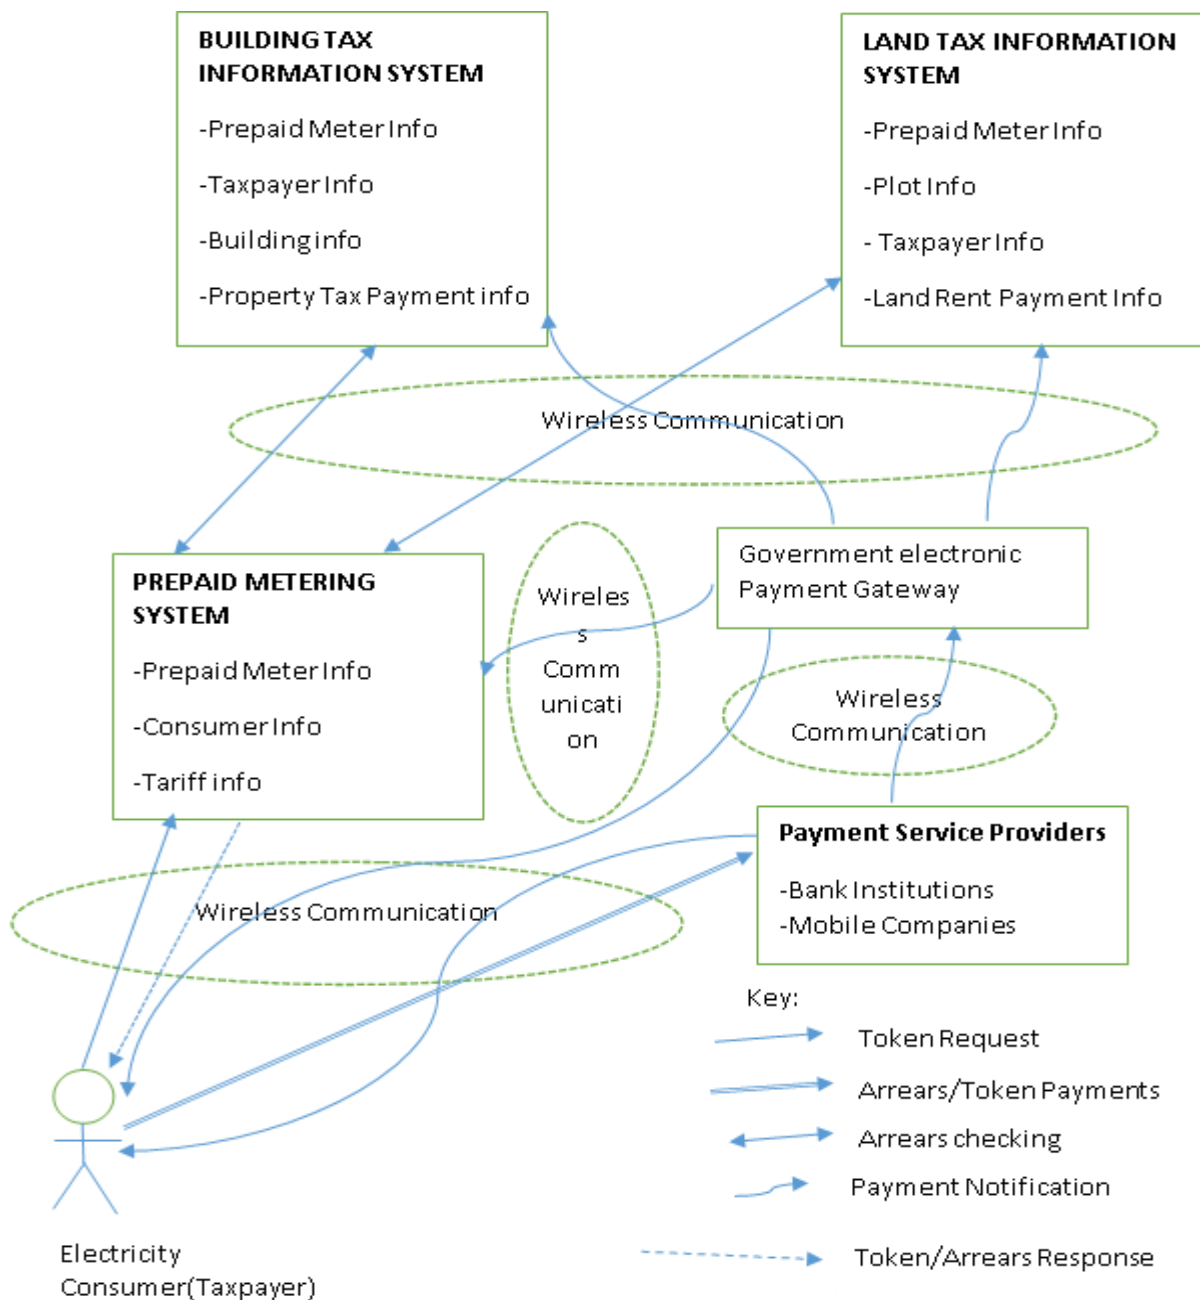 BUILDING TAX
INFORMATION SYSTEM
-Prepaid Meter Info
-Taxpayer Info
-Building info
-Property Tax Payment info
LAND TAX INFORMATION
SYSTEM
-Prepaid Meter Info
-Plot Info
- Taxpayer Info
-Land Rent Payment Info
Wireless Communication
PREPAID METERING
SYSTEM
-Prepaid Meter Info
-Consumer Info
-Tariff info
Wireles
s
Comm
unicati
on
Government electronic
Payment Gateway
Wireless
Communication
Payment Service Providers
-Bank Institutions
-Mobile Companies
Wireless Communication
Key:
Token Request
Arrears/Token Payments
Arrears checking
Payment Notification
Token/Arrears Response
Electricity
Consumer(Taxpayer)